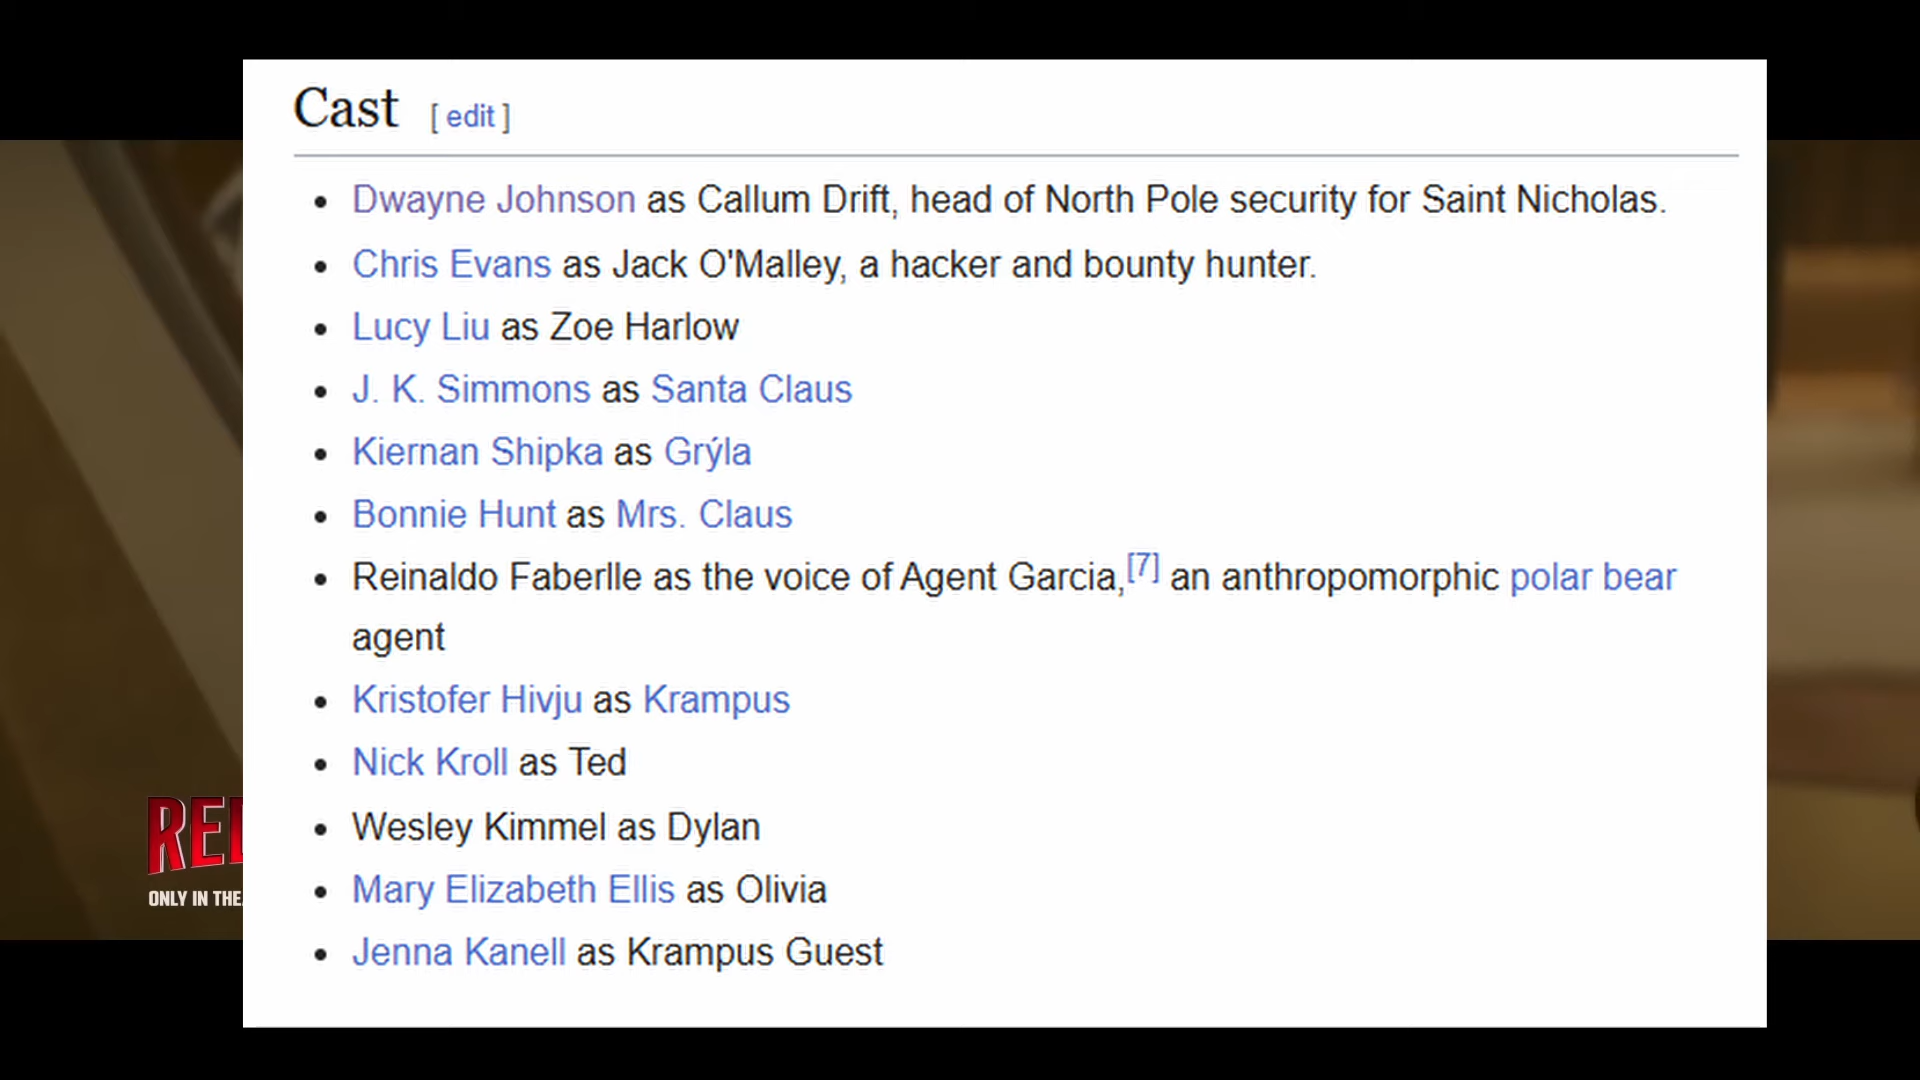 Cast [ edit ]
Dwayne Johnson as Callum Drift, head of North Pole security for Saint Nicholas.
Chris Evans as Jack O'Malley, a hacker and bounty hunter.
Lucy Liu as Zoe Harlow
J. K. Simmons as Santa Claus
Kiernan Shipka as Grýla
Bonnie Hunt as Mrs. Claus
Reinaldo Faberlle as the voice of Agent Garcia,[7] an anthropomorphic polar bear
agent
Kristofer Hivju as Krampus
Nick Kroll as Ted
Wesley Kimmel as Dylan
Mary Elizabeth Ellis as Olivia
Jenna Kanell as Krampus Guest
RED
ONLY IN THE